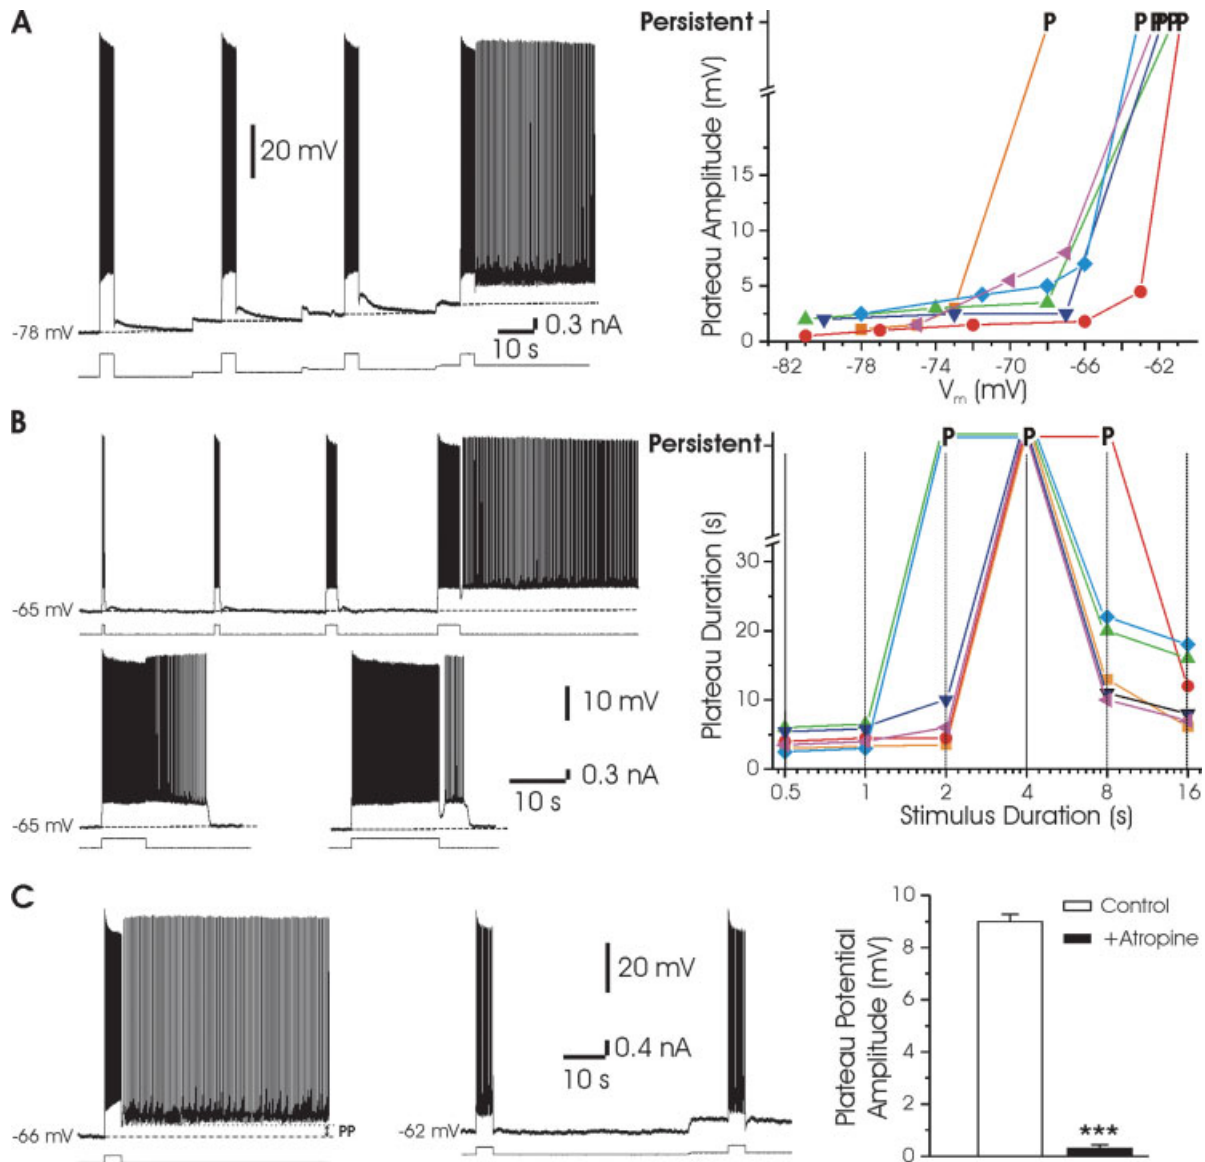 A
20 mV
-78 mV
0.3 nA
10 s
Persistent
P P P P P P
Plateau Amplitude (mV)
15
10
5
0
-82 -78 -74 -70 -66 -62
Vm (mV)
B
-65 mV
-65 mV
10 mV
0.3 nA
10 s
Persistent
P P P
Plateau Duration (s)
30
20
10
0
0.5 1 2 4 8 16
Stimulus Duration (s)
C
-66 mV
PP
-62 mV
20 mV
0.4 nA
10 s
Plateau Potential
Amplitude (mV)
10
8
6
4
2
0
Control
+Atropine
***